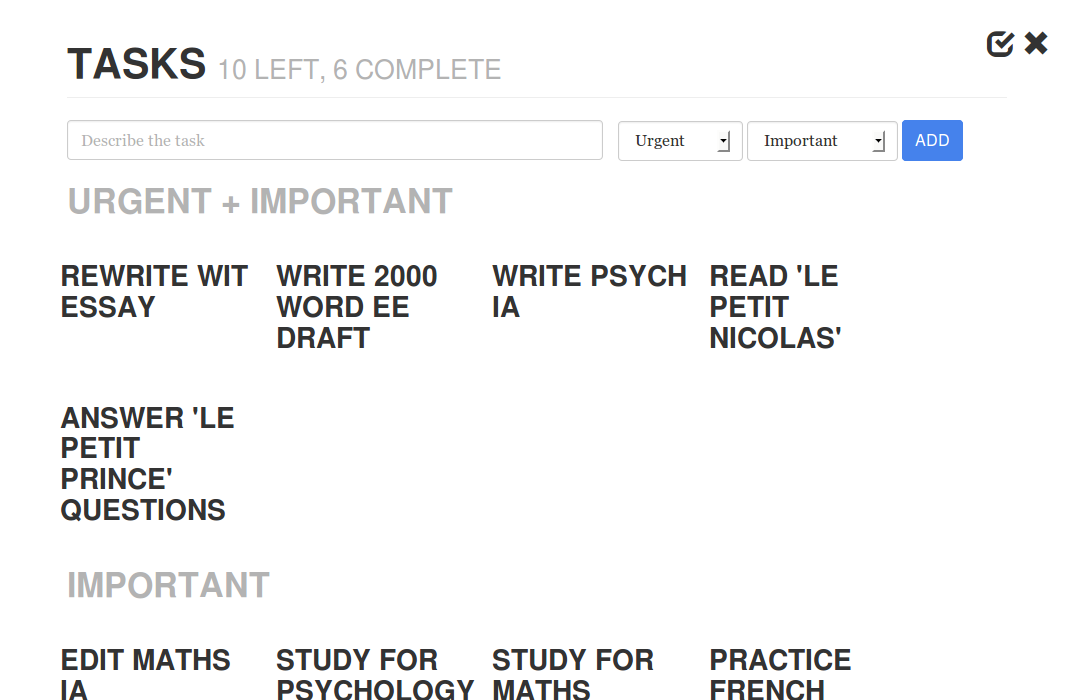 TASKS 10 LEFT, 6 COMPLETE
Describe the task
Urgent
Important
ADD
URGENT + IMPORTANT
REWRITE WIT
ESSAY
WRITE 2000
WORD EE
DRAFT
WRITE PSYCH
IA
READ 'LE
PETIT
NICOLAS'
ANSWER 'LE
PETIT
PRINCE'
QUESTIONS
IMPORTANT
EDIT MATHS
IA
STUDY FOR
PSYCHOLOGY
STUDY FOR
MATHS
PRACTICE
FRENCH